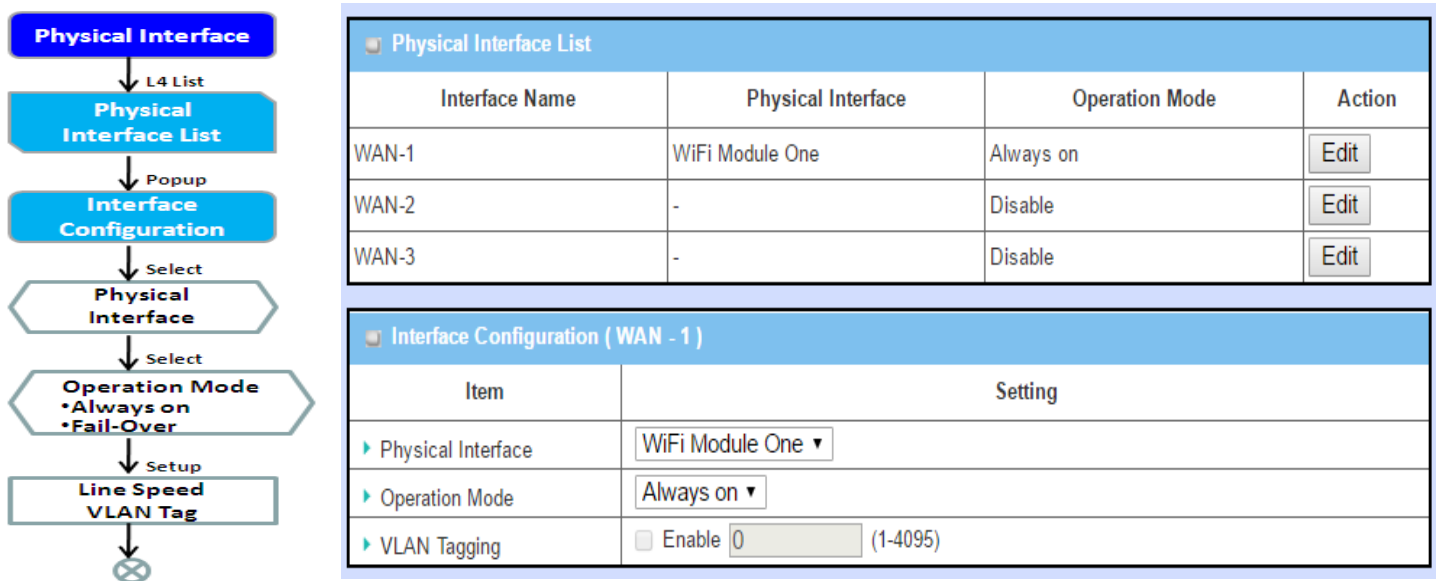 Physical Interface
L4 List
Physical
Interface List
Popup
Interface
Configuration
Select
Physical
Interface
Select
Operation Mode
•Always on
•Fail-Over
Setup
Line Speed
VLAN Tag
Physical Interface List
Interface Name Physical Interface Operation Mode Action
WAN-1 WiFi Module One Always on Edit
WAN-2 - Disable Edit
WAN-3 - Disable Edit
Interface Configuration ( WAN - 1 )
Item Setting
Physical Interface WiFi Module One ▾
Operation Mode Always on ▾
VLAN Tagging Enable 0 (1-4095)